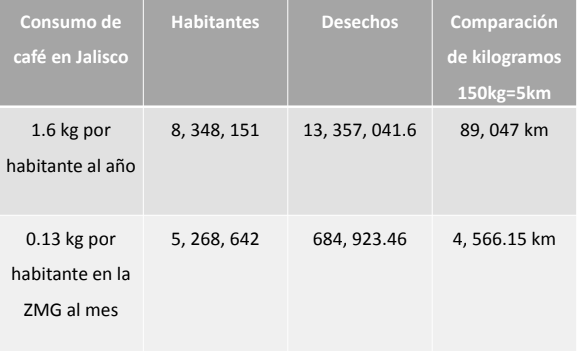 Consumo de
café en Jalisco
Habitantes
Desechos
Comparación
de kilogramos
150kg=5km
1.6 kg por
habitante al año
8, 348, 151
13, 357, 041.6
89, 047 km
0.13 kg por
habitante en la
ZMG al mes
5, 268, 642
684, 923.46
4, 566.15 km